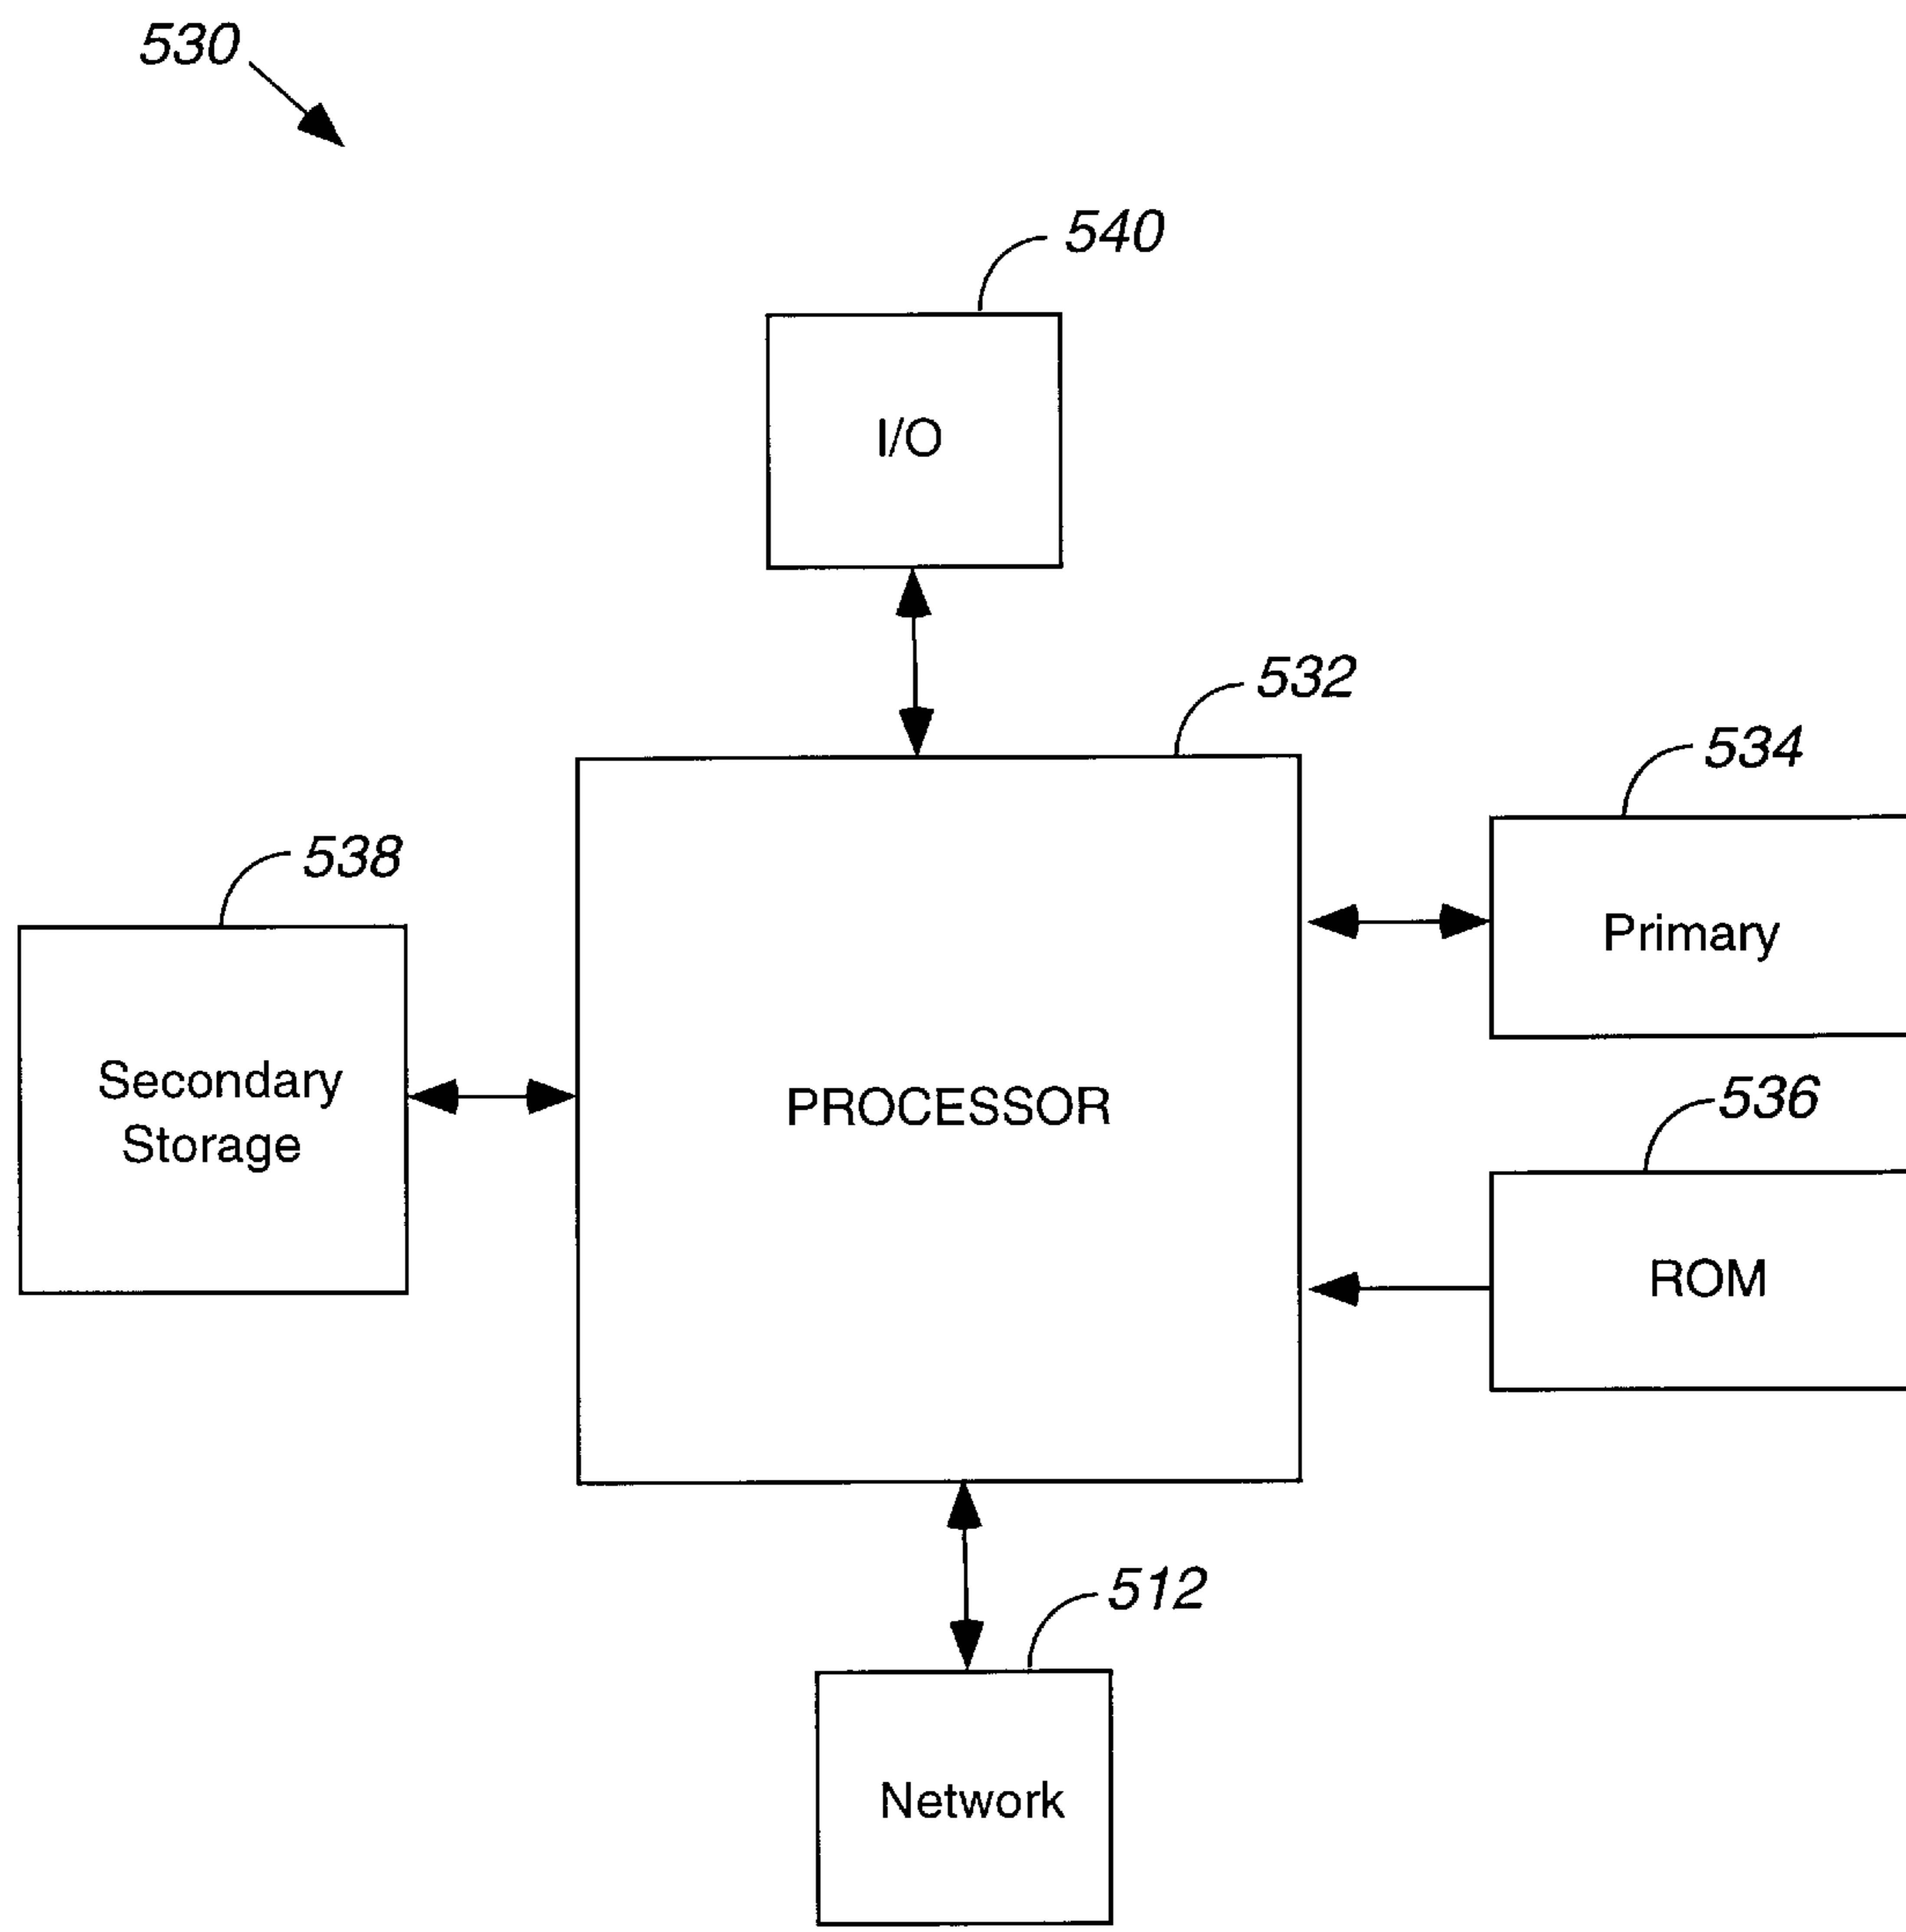 530
540
I/O
532
534
538
Primary
Secondary
Storage
PROCESSOR
536
ROM
512
Network